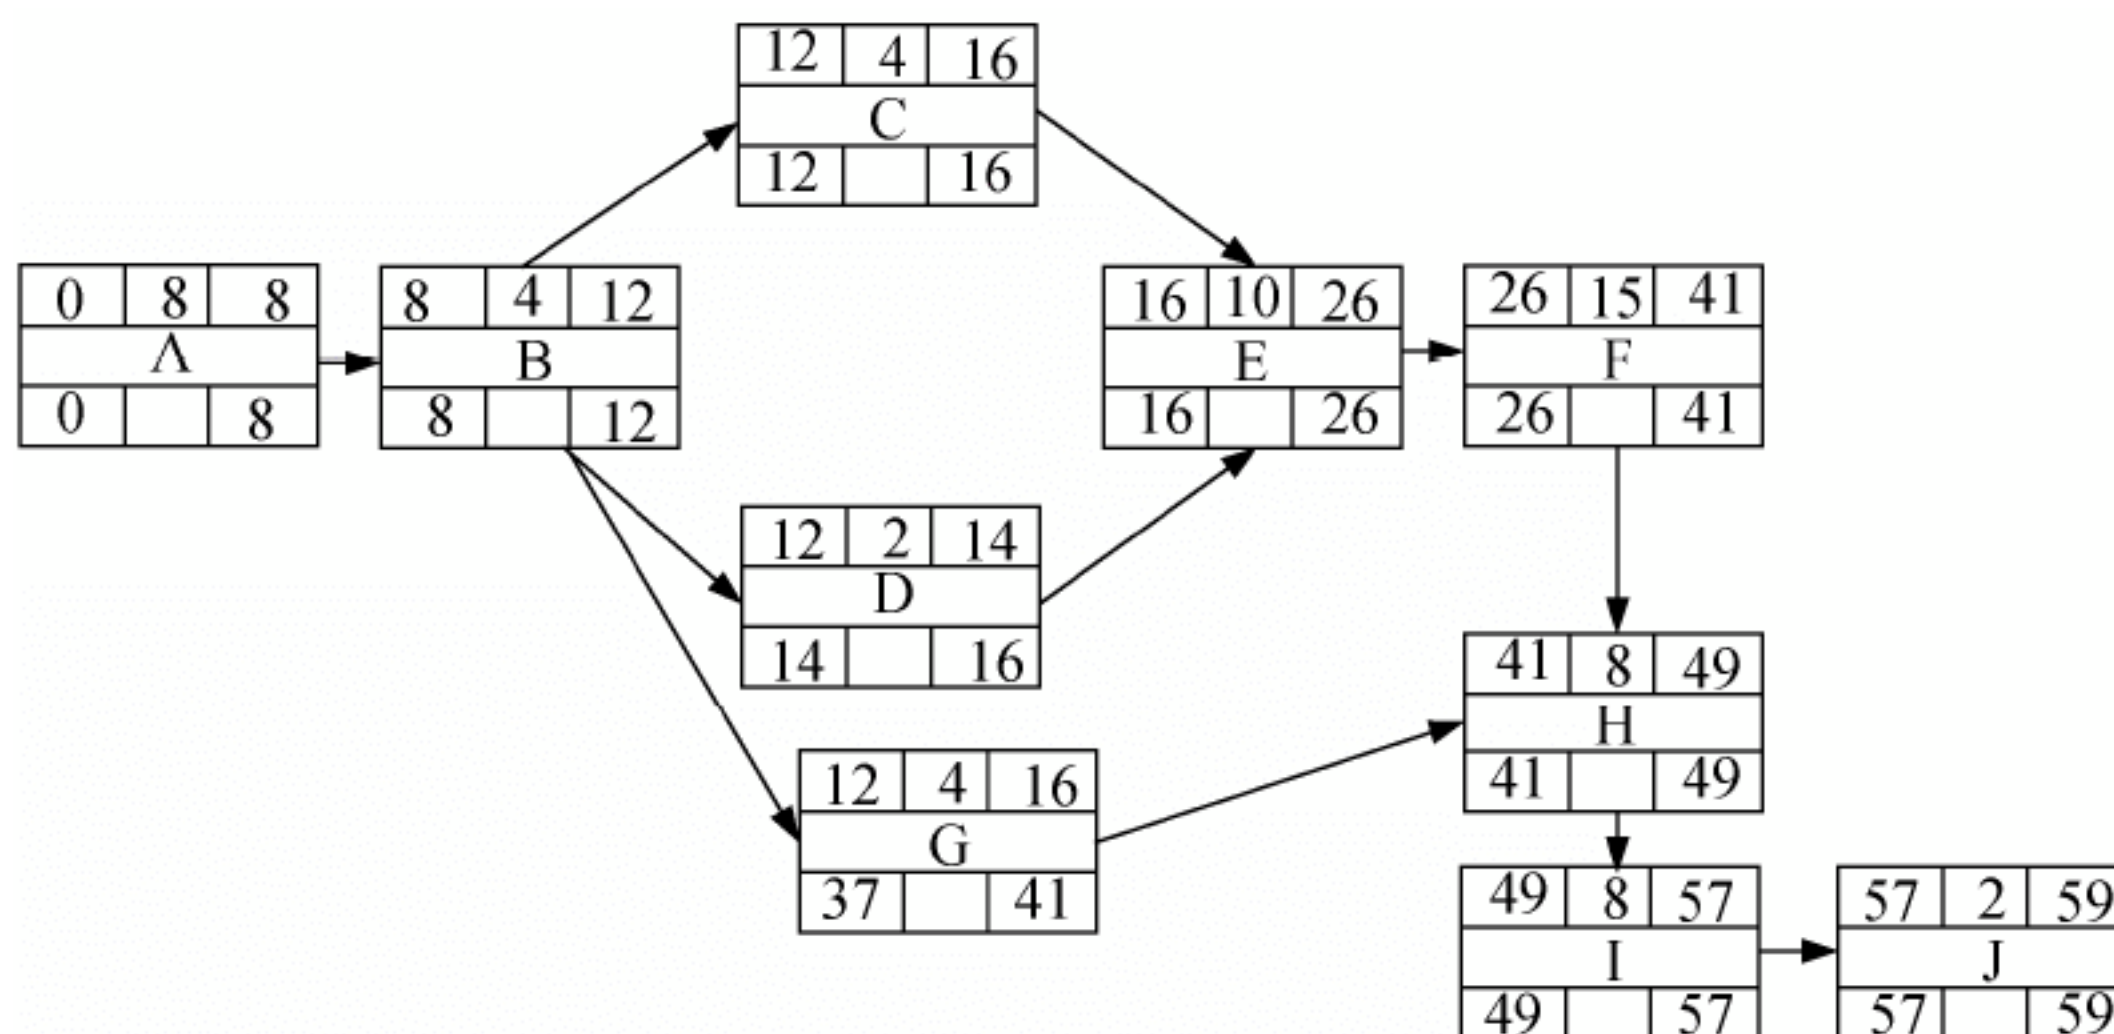 12 4 16
C
12 16
0 8 8
Λ
0 8
8 4 12
B
8 12
16 10 26
E
16 26
26 15 41
F
26 41
12 2 14
D
14 16
41 8 49
H
41 49
12 4 16
G
37 41
49 8 57
I
49 57
57 2 59
J
57 59